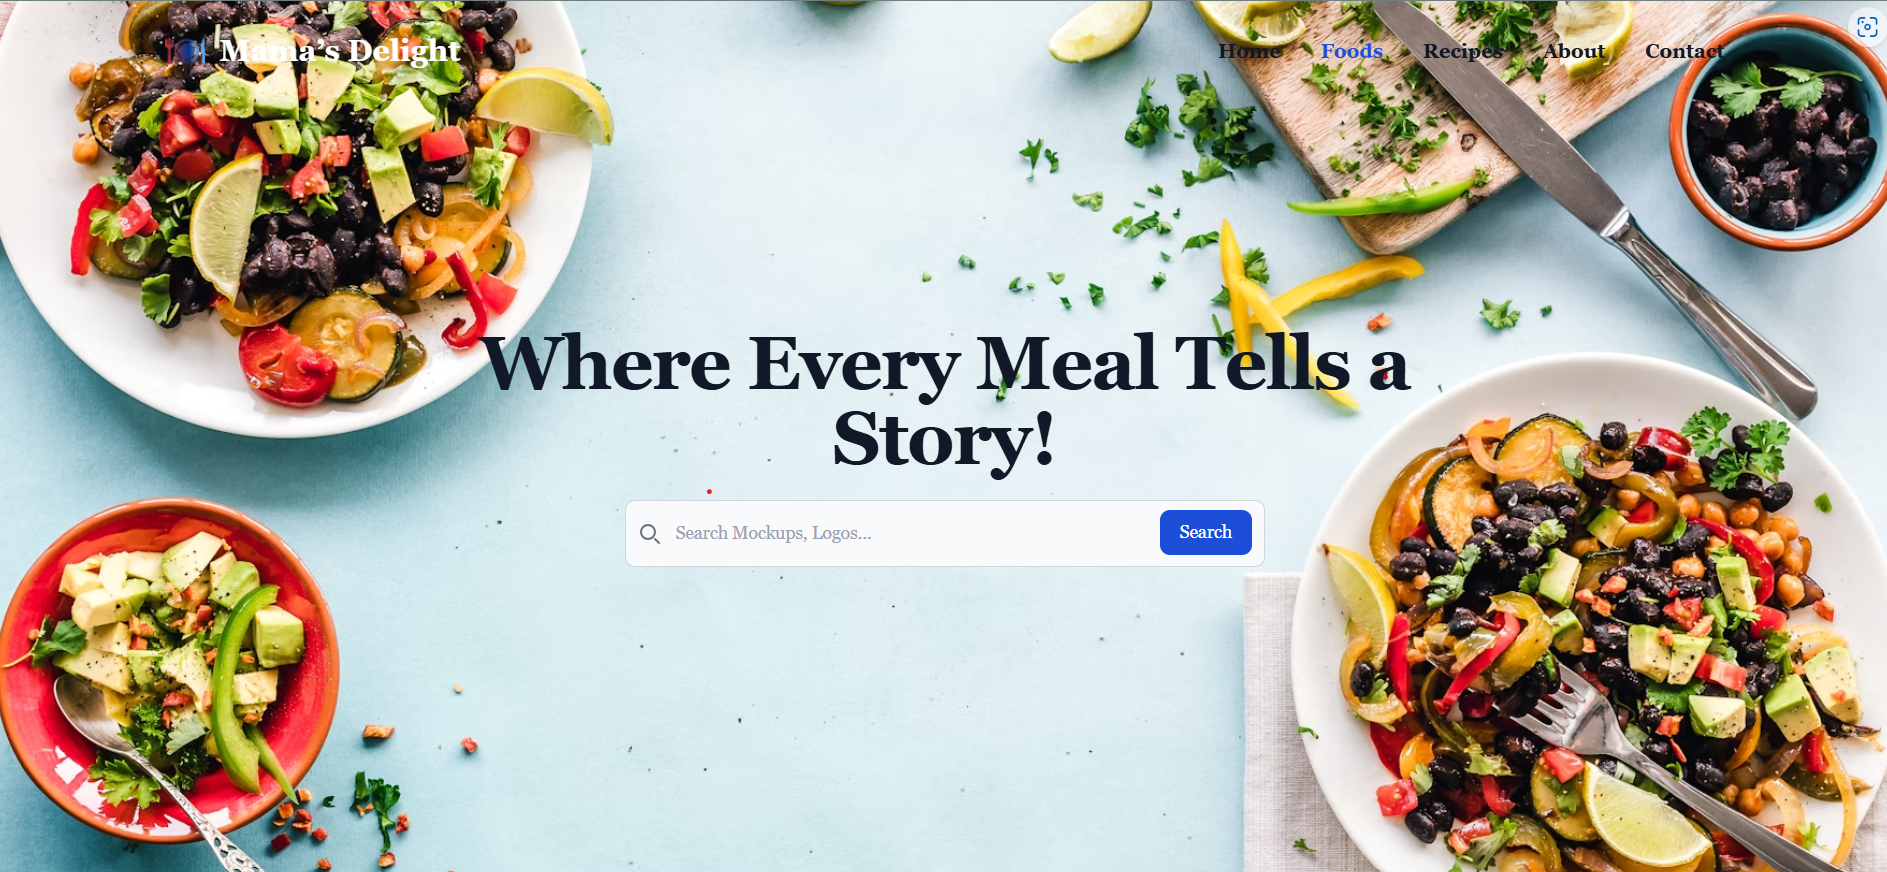 Mama's Delight
Home Foods Recipes About Contact
Where Every Meal Tells a
Story!
Search Mockups, Logos...
Search